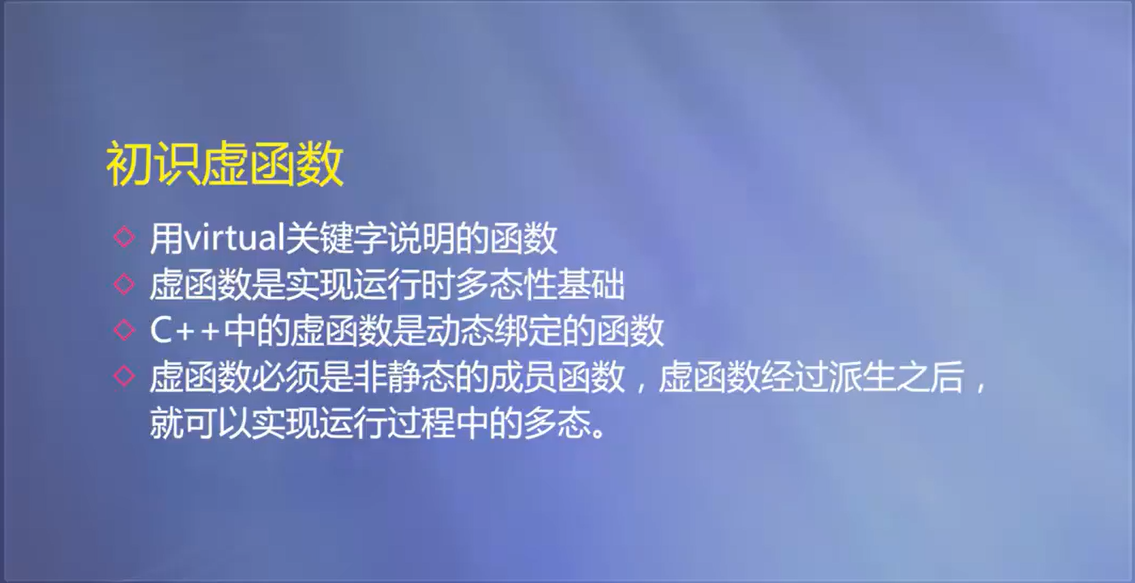 初识虚函数
用virtual关键字说明的函数
虚函数是实现运行时多态性基础
C++中的虚函数是动态绑定的函数
虚函数必须是非静态的成员函数，虚函数经过派生之后，
就可以实现运行过程中的多态。